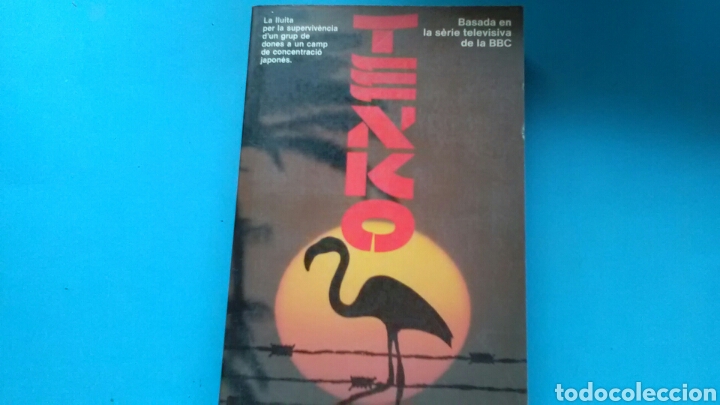 La lluita
per la supervivència
d'un grup de
dones a un camp
de concentració
japonès.
Basada en
la sèrie televisiva
de la BBC
TENKO
todocoleccion